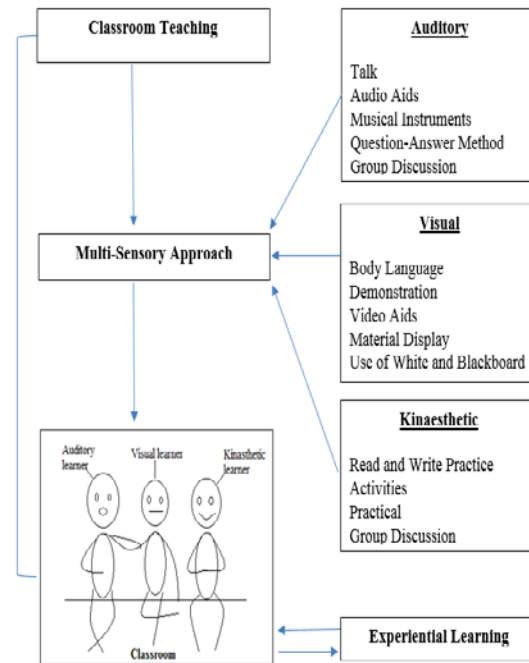 Classroom Teaching
Auditory
Talk
Audio Aids
Musical Instruments
Question-Answer Method
Group Discussion
Multi-Sensory Approach
Visual
Body Language
Demonstration
Video Aids
Material Display
Use of White and Blackboard
Kinaesthetic
Read and Write Practice
Activities
Practical
Group Discussion
Auditory
learner
Visual learner
Kinasthetic
learner
Classroom
Experiential Learning